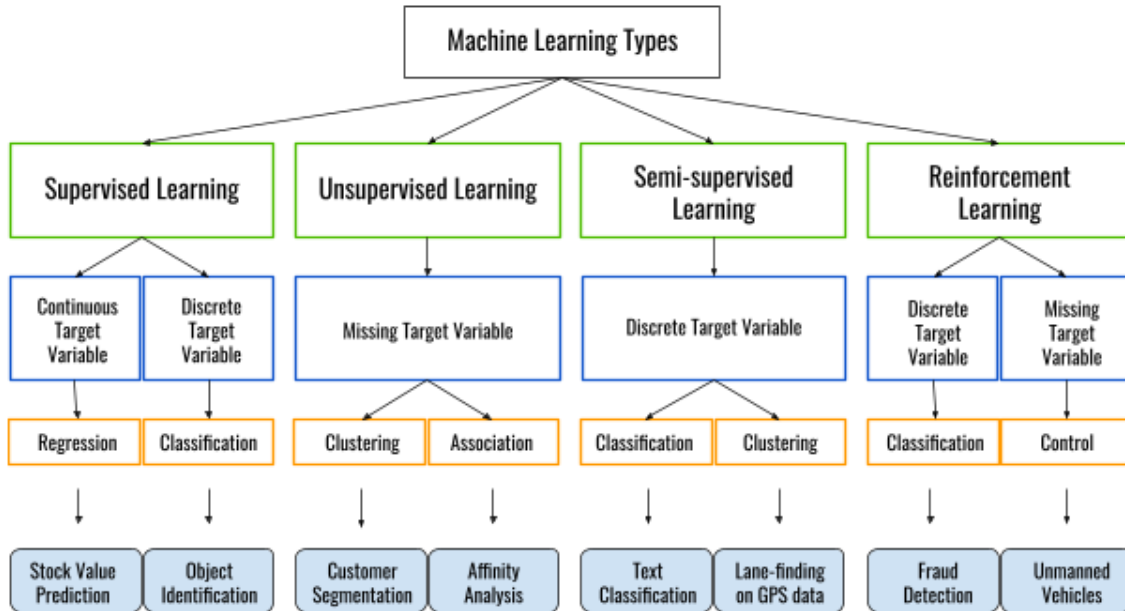 Machine Learning Types
Supervised Learning
Unsupervised Learning
Semi-supervised
Learning
Reinforcement
Learning
Continuous
Target
Variable
Discrete
Target
Variable
Missing Target Variable
Discrete Target Variable
Discrete
Target
Variable
Missing
Target
Variable
Regression
Classification
Clustering
Association
Classification
Clustering
Classification
Control
Stock Value
Prediction
Object
Identification
Customer
Segmentation
Affinity
Analysis
Text
Classification
Lane-finding
on GPS data
Fraud
Detection
Unmanned
Vehicles